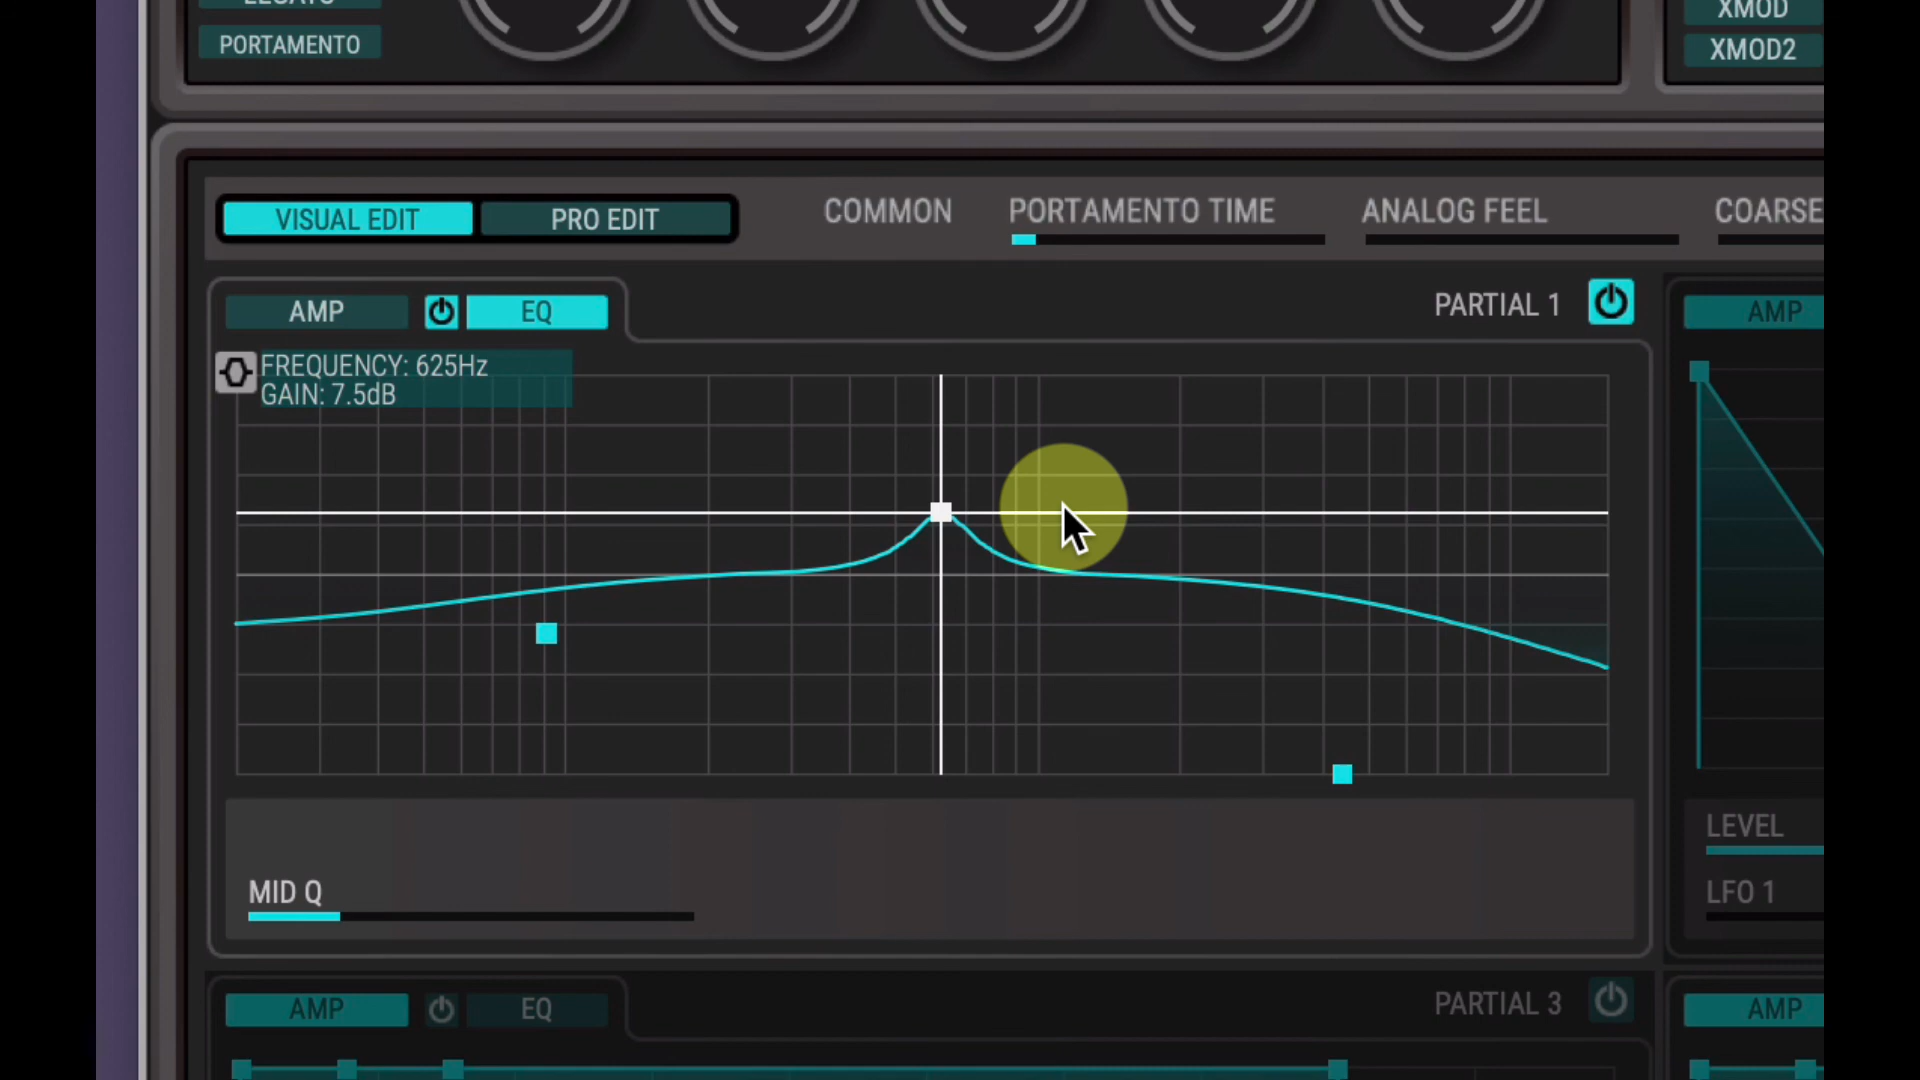 LEGATO
PORTAMENTO
XMOD
XMOD2
VISUAL EDIT
PRO EDIT
COMMON
PORTAMENTO TIME
ANALOG FEEL
COARSE
AMP
EQ
PARTIAL 1
AMP
FREQUENCY: 625Hz
GAIN: 7.5dB
LEVEL
MID Q
LFO 1
AMP
EQ
PARTIAL 3
AMP